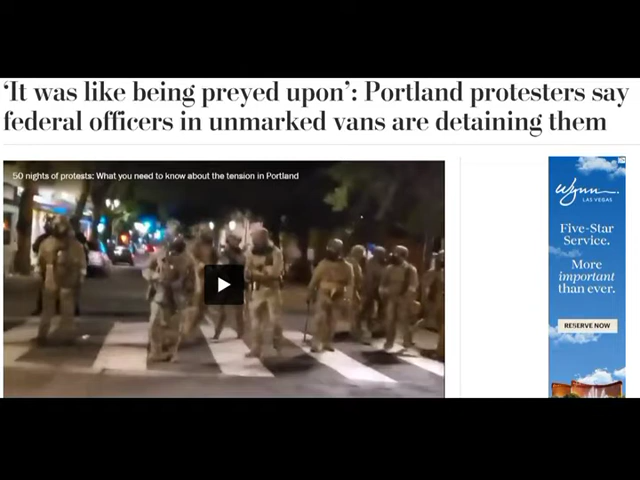 ‘It was like being preyed upon’: Portland protesters say
federal officers in unmarked vans are detaining them
50 nights of protests: What you need to know about the tension in Portland
Wynn
LAS VEGAS
Five-Star
Service.
More
important
than ever.
RESERVE NOW